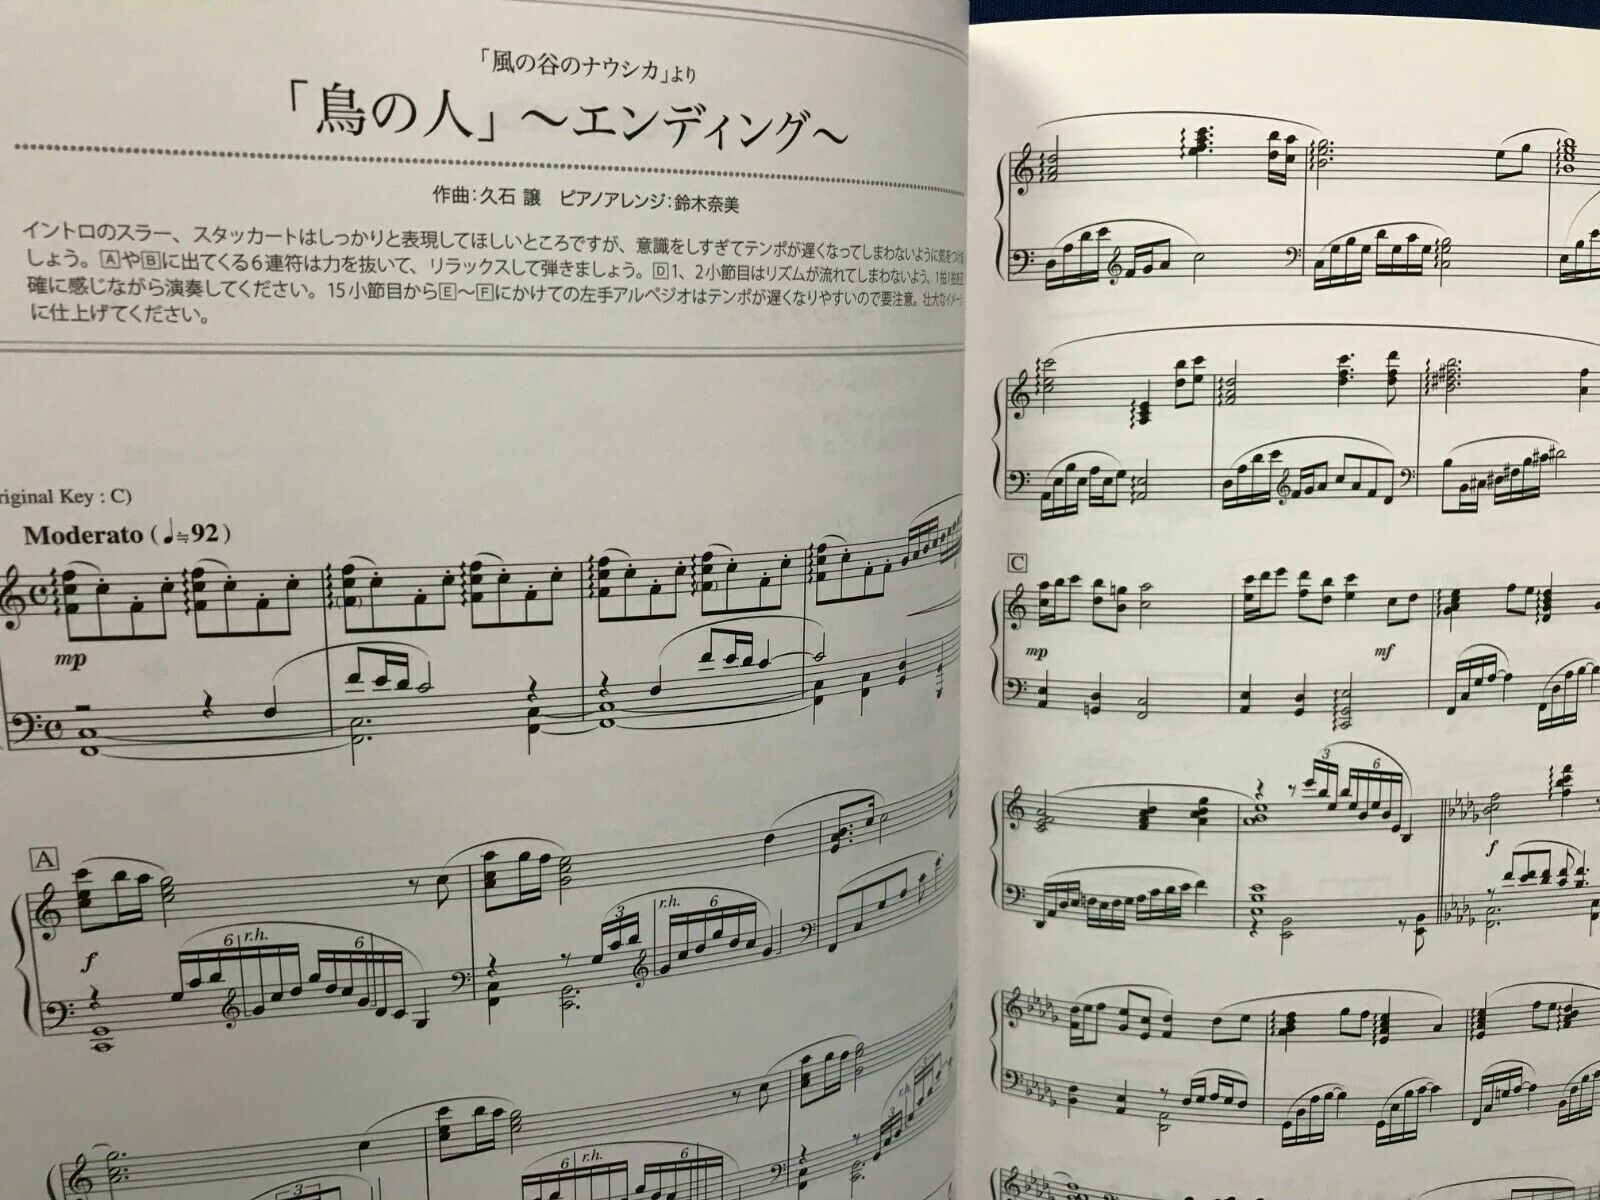 「風の谷のナウシカ」より
「鳥の人」〜エンディング〜
作曲:久石 譲 ピアノアレンジ:鈴木奈美
イントロのスラー、スタッカートはしっかりと表現してほしいところですが、意識をしすぎてテンポが遅くなってしまわないように気をつけ
しょう。AやBに出てくる6連符は力を抜いて、リラックスして弾きましょう。D1、2小節目はリズムが流れてしまわないよう、1拍1拍
確に感じながら演奏してください。15小節目からE〜Fにかけての左手アルペジオはテンポが遅くなりやすいので要注意。壮大なイメージ
に仕上げてください。
riginal Key : C)
Moderato (♩≒92)
mp
A
f
6 r.h. 6
3 r.h. 6
6 r.h. 6
3 r.h.
3
C
mp mf
3 6
f